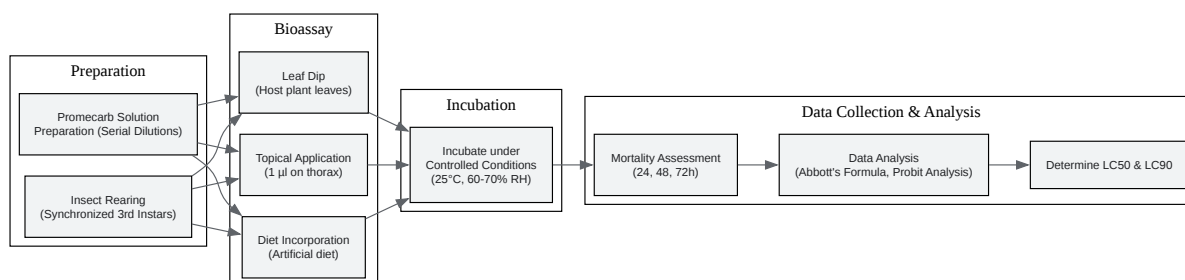 Preparation
Promecarb Solution
Preparation (Serial Dilutions)
Insect Rearing
(Synchronized 3rd Instars)
Bioassay
Leaf Dip
(Host plant leaves)
Topical Application
(1 µl on thorax)
Diet Incorporation
(Artificial diet)
Incubation
Incubate under
Controlled Conditions
(25°C, 60-70% RH)
Data Collection & Analysis
Mortality Assessment
(24, 48, 72h)
Data Analysis
(Abbott's Formula, Probit Analysis)
Determine LC50 & LC90